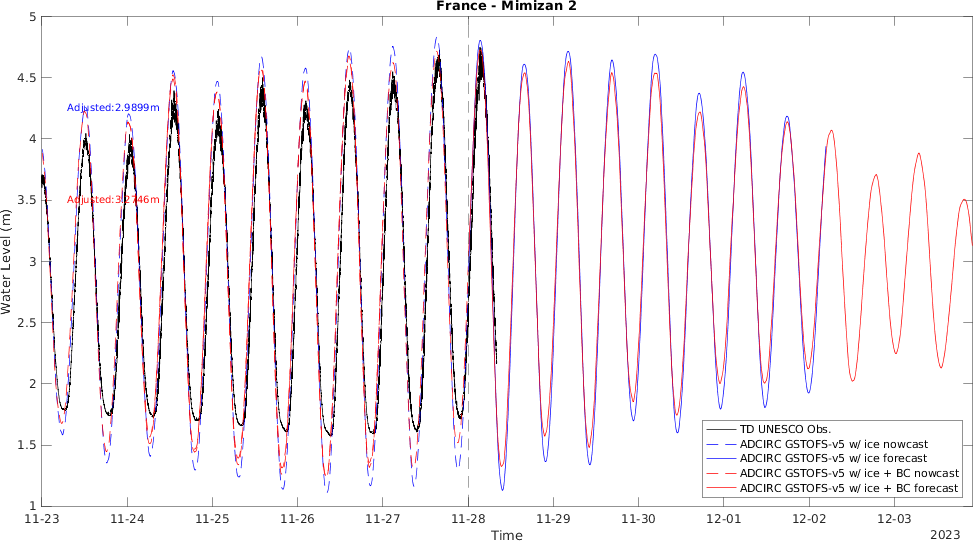 France - Mimizan 2
5
4.5
4
3.5
3
2.5
2
1.5
1
Water Level (m)
Adjusted:2.9899m
Adjusted:3.2746m
TD UNESCO Obs.
ADCIRC GSTOFS-v5 w/ ice nowcast
ADCIRC GSTOFS-v5 w/ ice forecast
ADCIRC GSTOFS-v5 w/ ice + BC nowcast
ADCIRC GSTOFS-v5 w/ ice + BC forecast
11-23 11-24 11-25 11-26 11-27 11-28 11-29 11-30 12-01 12-02 12-03
Time
2023